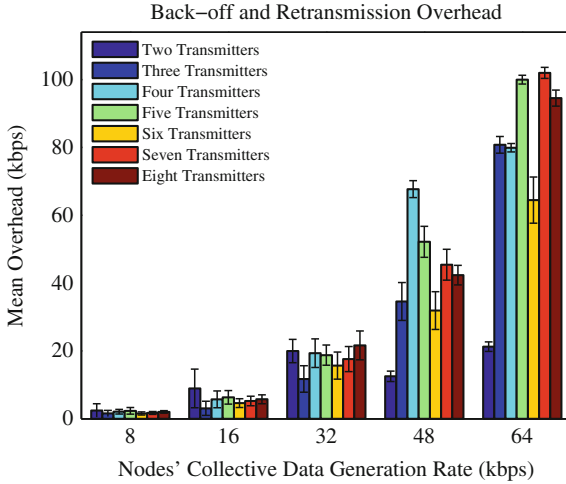 Back-off and Retransmission Overhead
Two Transmitters
Three Transmitters
Four Transmitters
Five Transmitters
Six Transmitters
Seven Transmitters
Eight Transmitters
Mean Overhead (kbps)
100
80
60
40
20
0
8 16 32 48 64
Nodes' Collective Data Generation Rate (kbps)